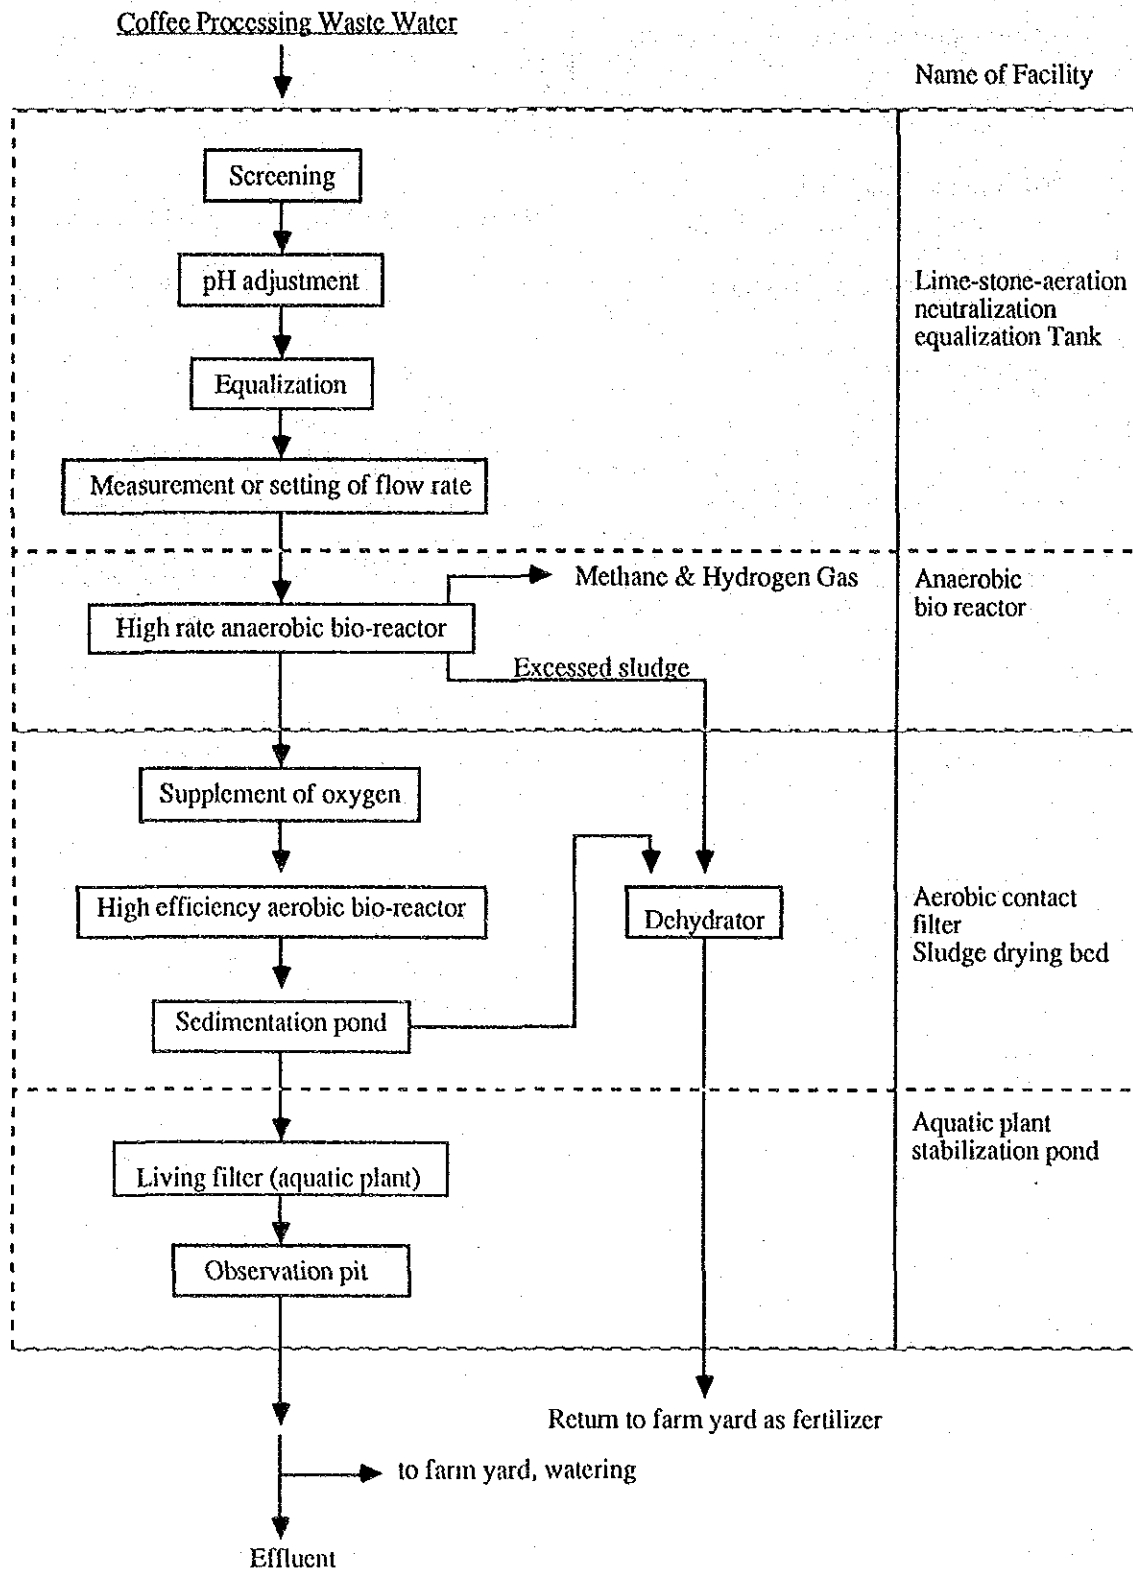 Coffee Processing Waste Water
Name of Facility
Screening
pH adjustment
Lime-stone-aeration
neutralization
equalization Tank
Equalization
Measurement or setting of flow rate
Methane & Hydrogen Gas
Anaerobic
bio reactor
High rate anaerobic bio-reactor
Excessed sludge
Supplement of oxygen
High efficiency aerobic bio-reactor
Dehydrator
Aerobic contact
filter
Sludge drying bed
Sedimentation pond
Aquatic plant
stabilization pond
Living filter (aquatic plant)
Observation pit
Return to farm yard as fertilizer
to farm yard, watering
Effluent